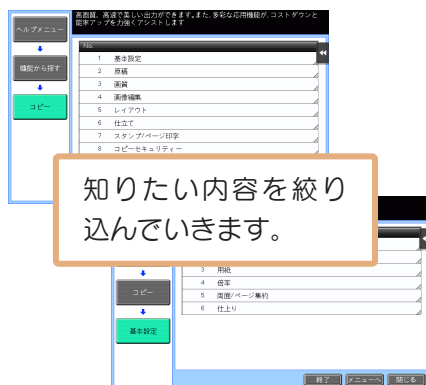 高画質、高速で美しい出力ができます。また、多彩な応用機能が、コストダウンと
能率アップを力強くアシストします
ヘルプメニュー
機能から探す
コピー
No.
1 基本設定
2 原稿
3 画質
4 画像編集
5 レイアウト
6 仕立て
7 スタンプ/ページ印字
8 コピーセキュリティー
知りたい内容を絞り
込んでいきます。
3 用紙
4 倍率
5 両面/ページ集約
6 仕上り
コピー
基本設定
終了
メニューへ
閉じる